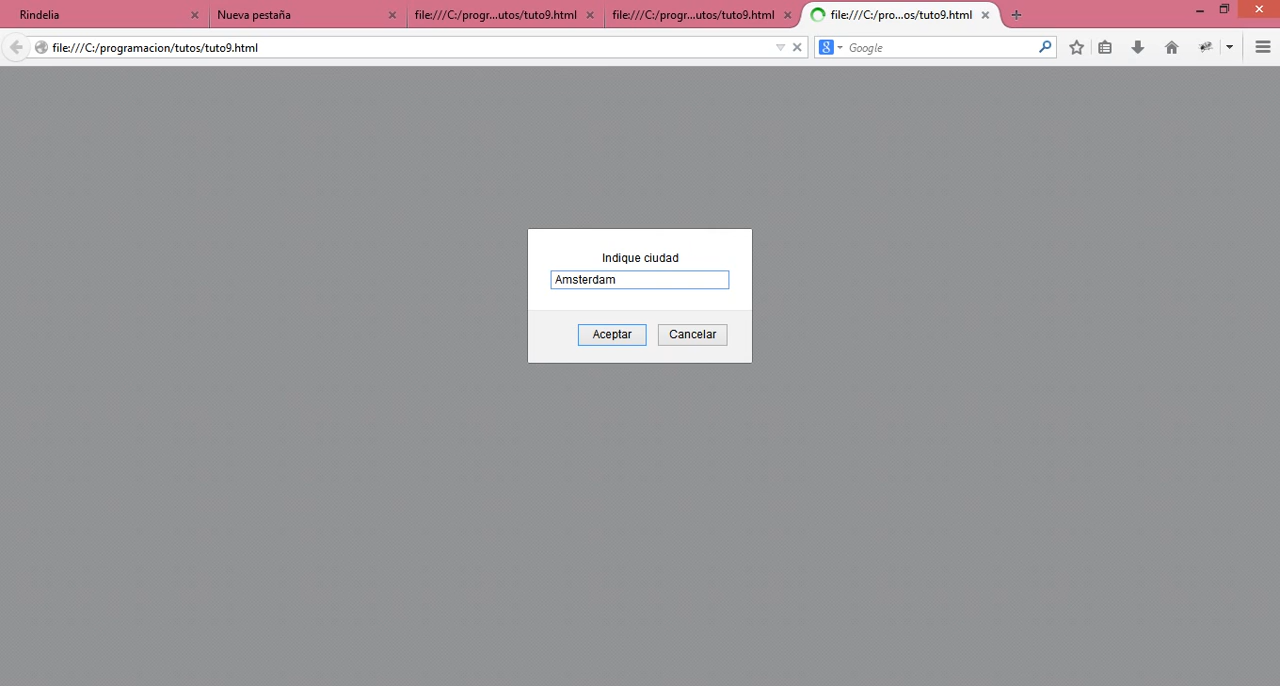 Rindelia
Nueva pestaña
file:///C:/progr...utos/tuto9.html
file:///C:/progr...utos/tuto9.html
file:///C:/pro...os/tuto9.html
file:///C:/programacion/tutos/tuto9.html
8
Google
Indique ciudad
Amsterdam
Aceptar
Cancelar